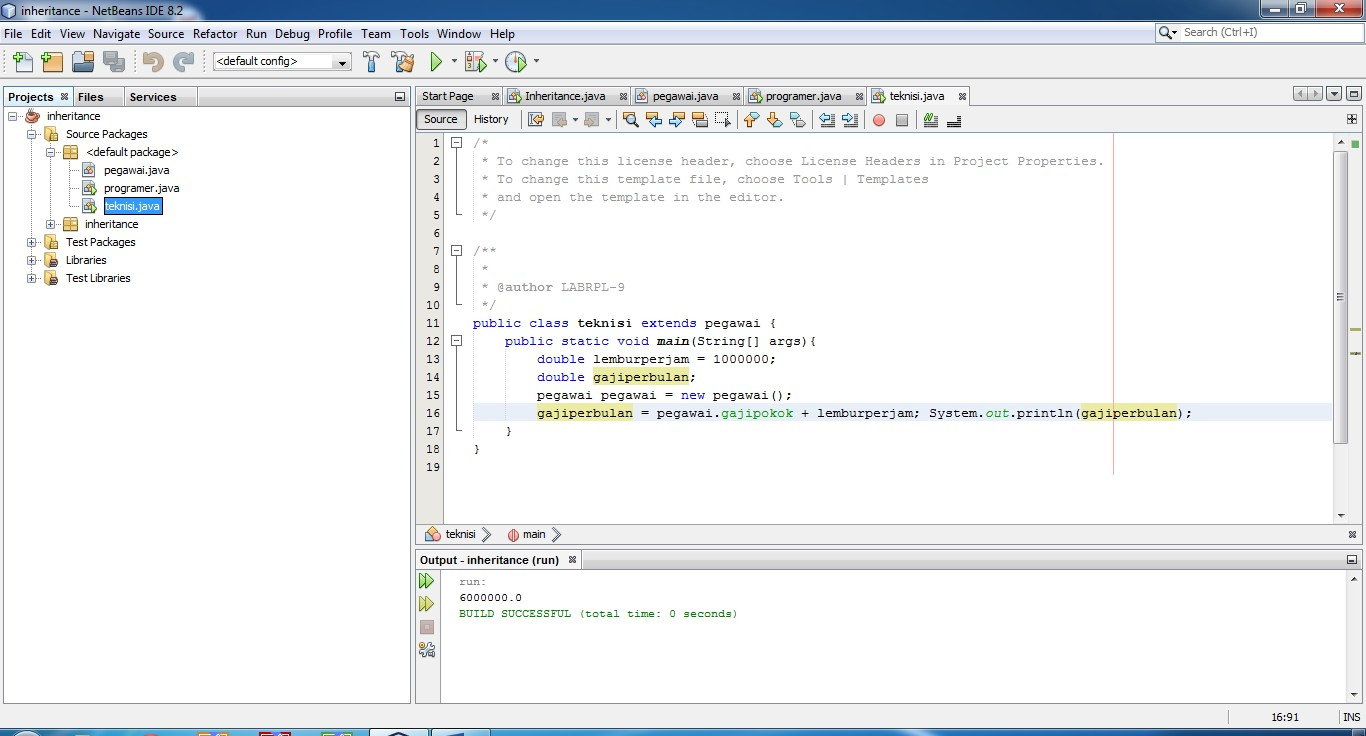 inheritance - NetBeans IDE 8.2
File Edit View Navigate Source Refactor Run Debug Profile Team Tools Window Help
Search (Ctrl+I)
<default config>
Projects Files Services
inheritance
Source Packages
<default package>
pegawai.java
programer.java
teknisi.java
inheritance
Test Packages
Libraries
Test Libraries
Start Page Inheritance.java pegawai.java programer.java teknisi.java
Source History
1 /*
2 * To change this license header, choose License Headers in Project Properties.
3 * To change this template file, choose Tools | Templates
4 * and open the template in the editor.
5 */
6
7 /**
8 *
9 * @author LABRPL-9
10 */
11 public class teknisi extends pegawai {
12 public static void main(String[] args){
13 double lemburperjam = 1000000;
14 double gajiperbulan;
15 pegawai pegawai = new pegawai();
16 gajiperbulan = pegawai.gajipokok + lemburperjam; System.out.println(gajiperbulan);
17 }
18 }
19
teknisi main
Output - inheritance (run)
run:
6000000.0
BUILD SUCCESSFUL (total time: 0 seconds)
16:91 INS